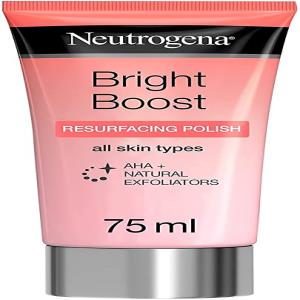 Neutrogena®
Bright
Boost
RESURFACING POLISH
all skin types
AHA +
NATURAL
EXFOLIATORS
75 ml